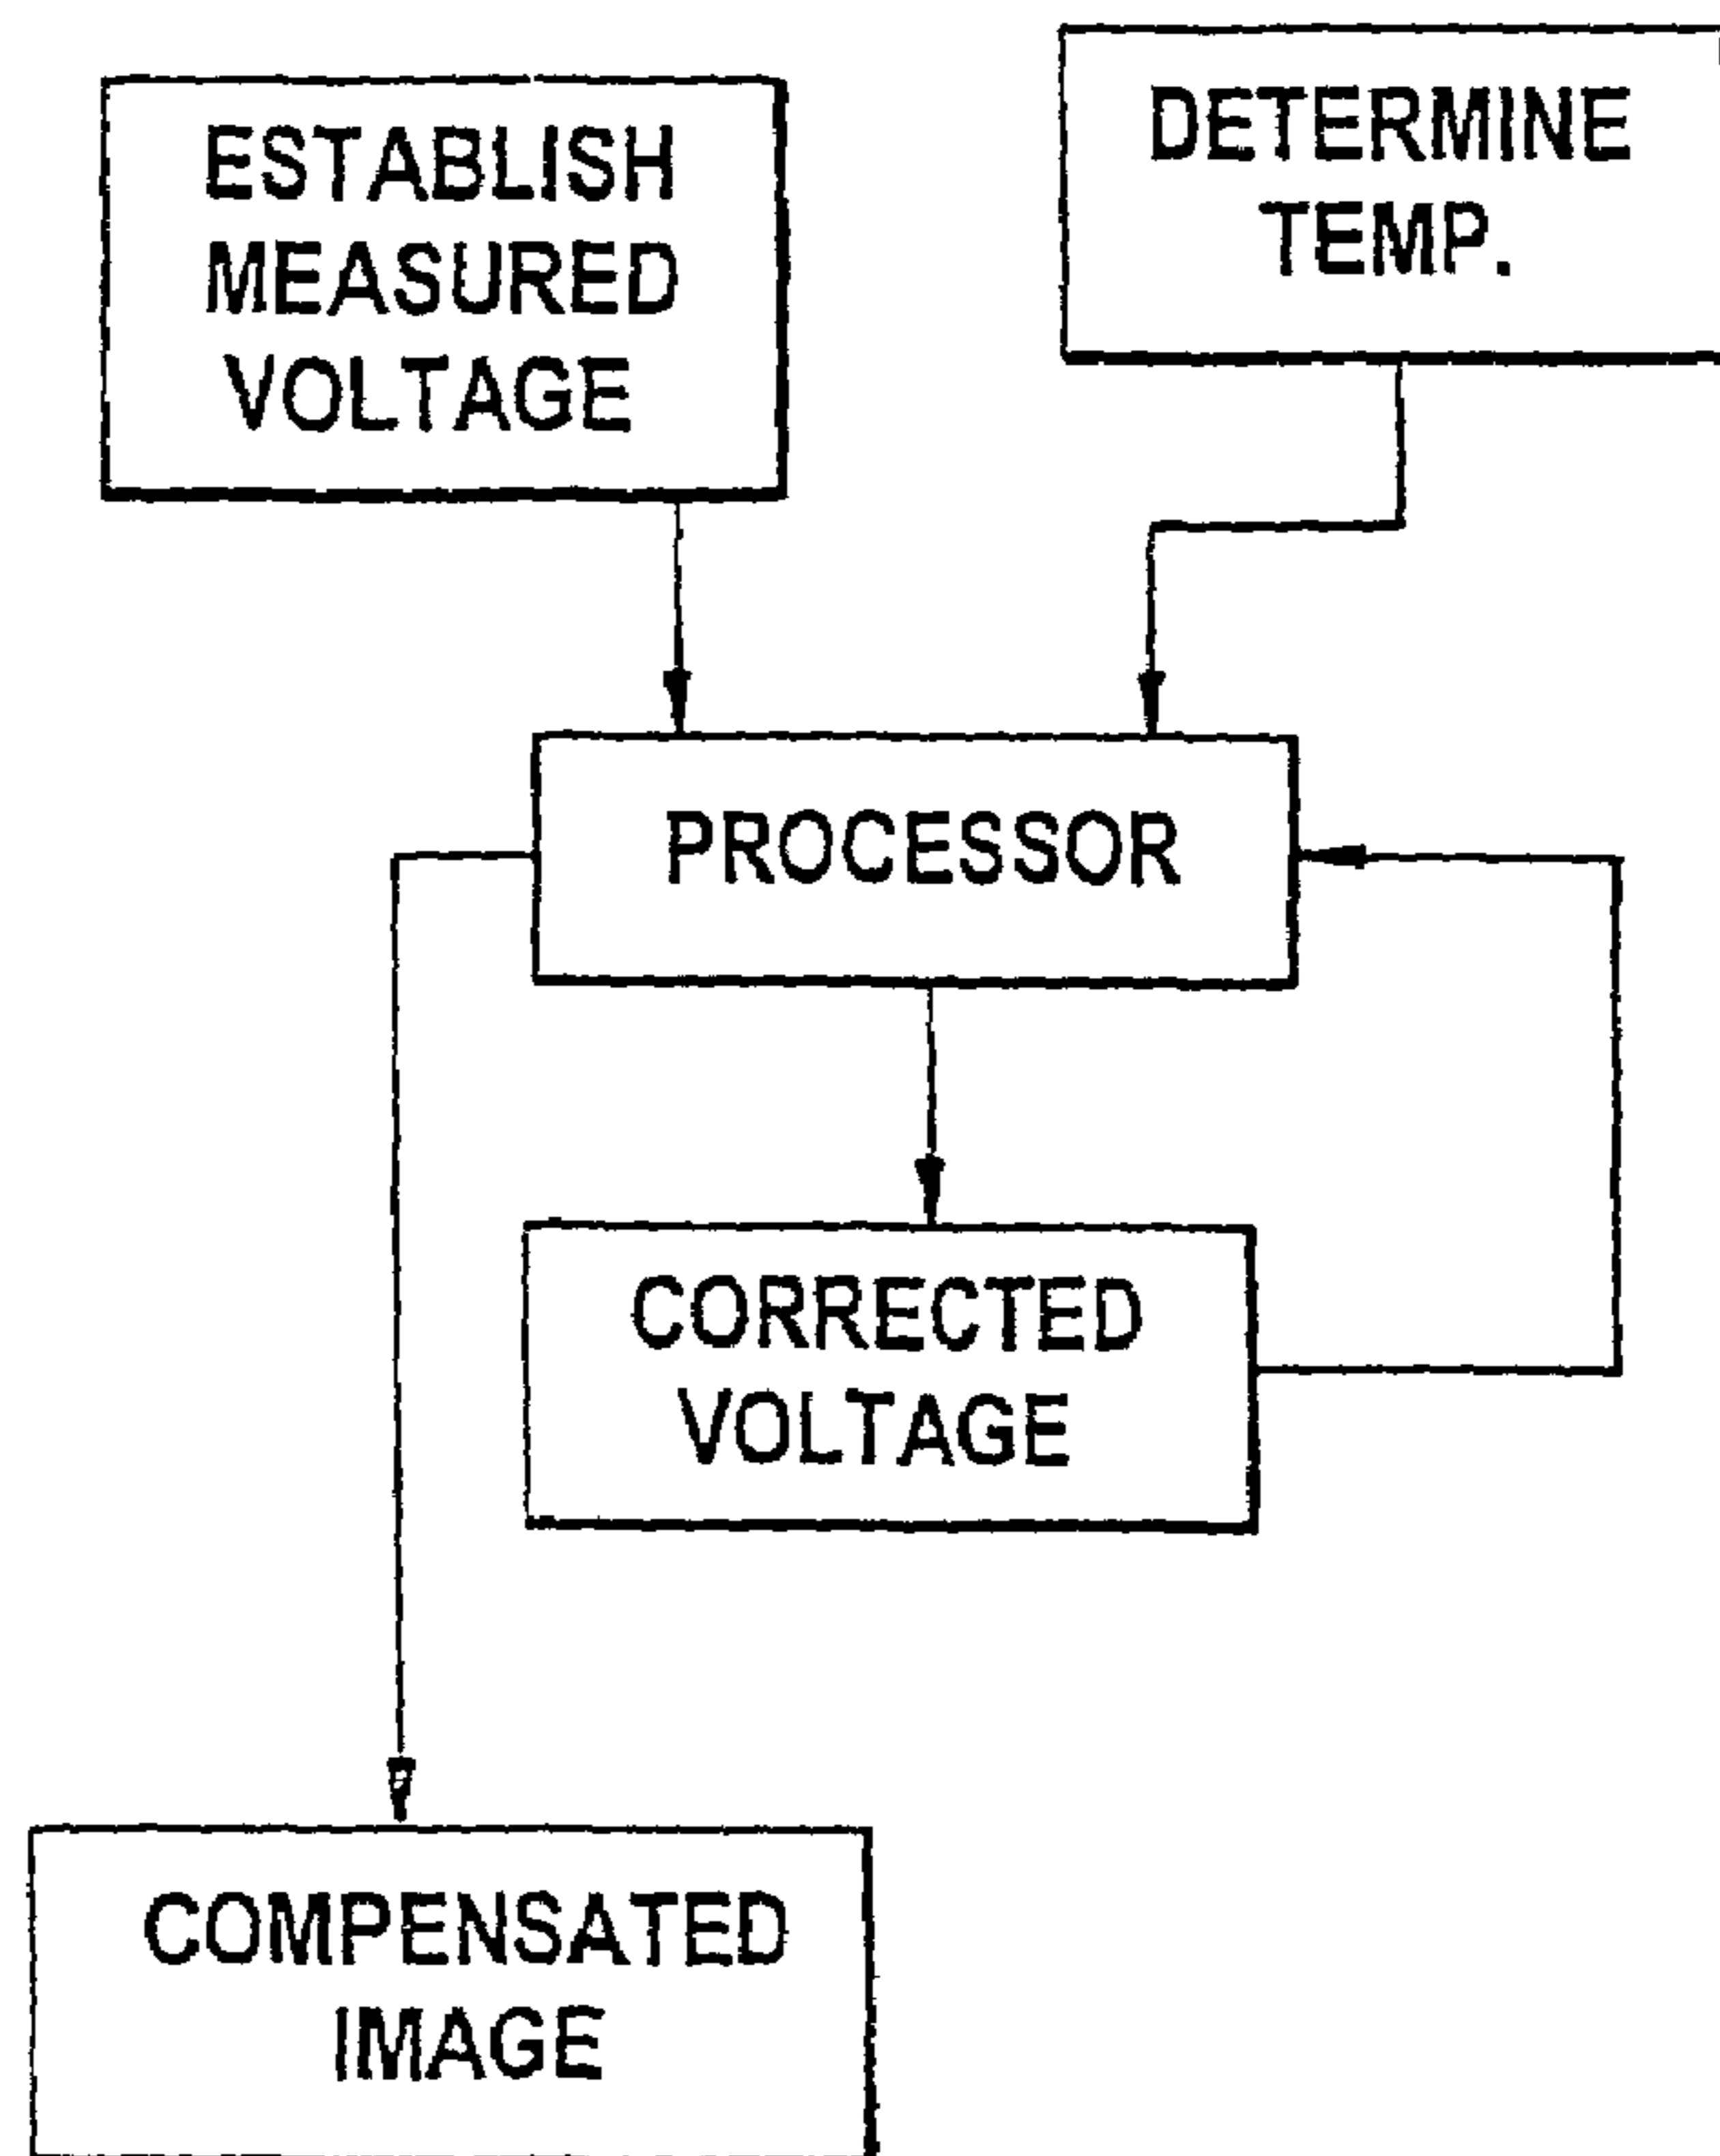 ESTABLISH
MEASURED
VOLTAGE
DETERMINE
TEMP.
PROCESSOR
CORRECTED
VOLTAGE
COMPENSATED
IMAGE